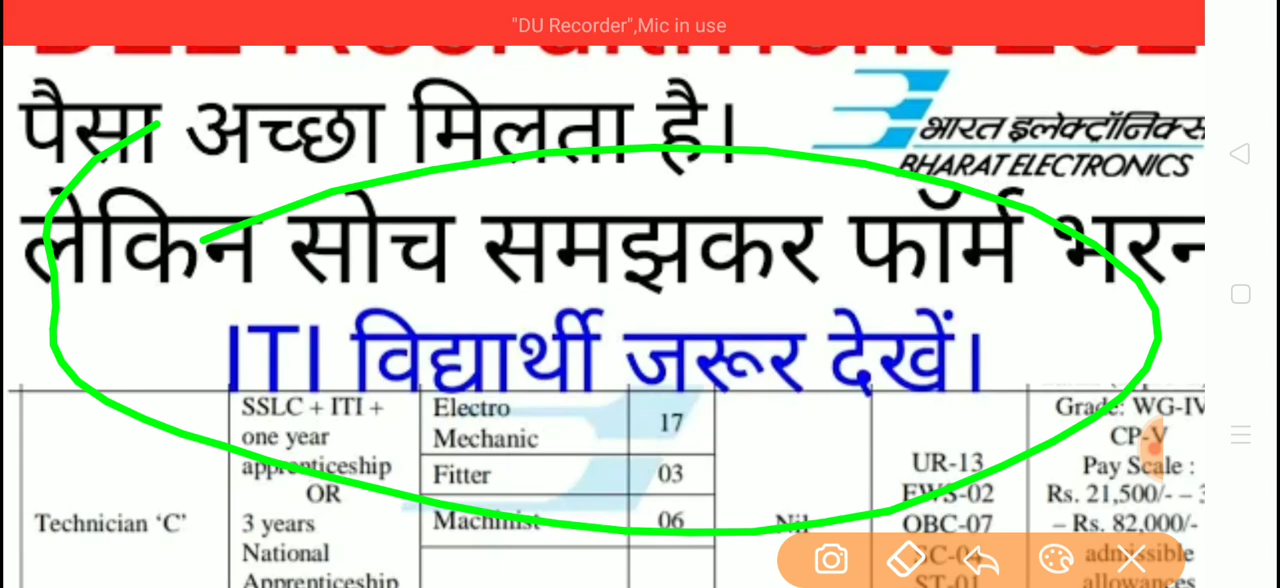 "DU Recorder",Mic in use
पैसा अच्छा मिलता है।
भारत इलेक्ट्रॉनिक्स
BHARAT ELECTRONICS
लेकिन सोच समझकर फॉर्म
ITI विद्यार्थी जरूर देखें।
Technician ‘C’
SSLC + ITI +
one year
apprenticeship
OR
3 years
National
Apprenticeship
Electro
Mechanic
17
Fitter
03
Machinist
06
Nil
UR-13
EWS-02
OBC-07
SC-04
ST-01
Grade: WG-IV
CP-V
Pay Scale :
Rs. 21,500/- –
– Rs. 82,000/-
admissible
allowances